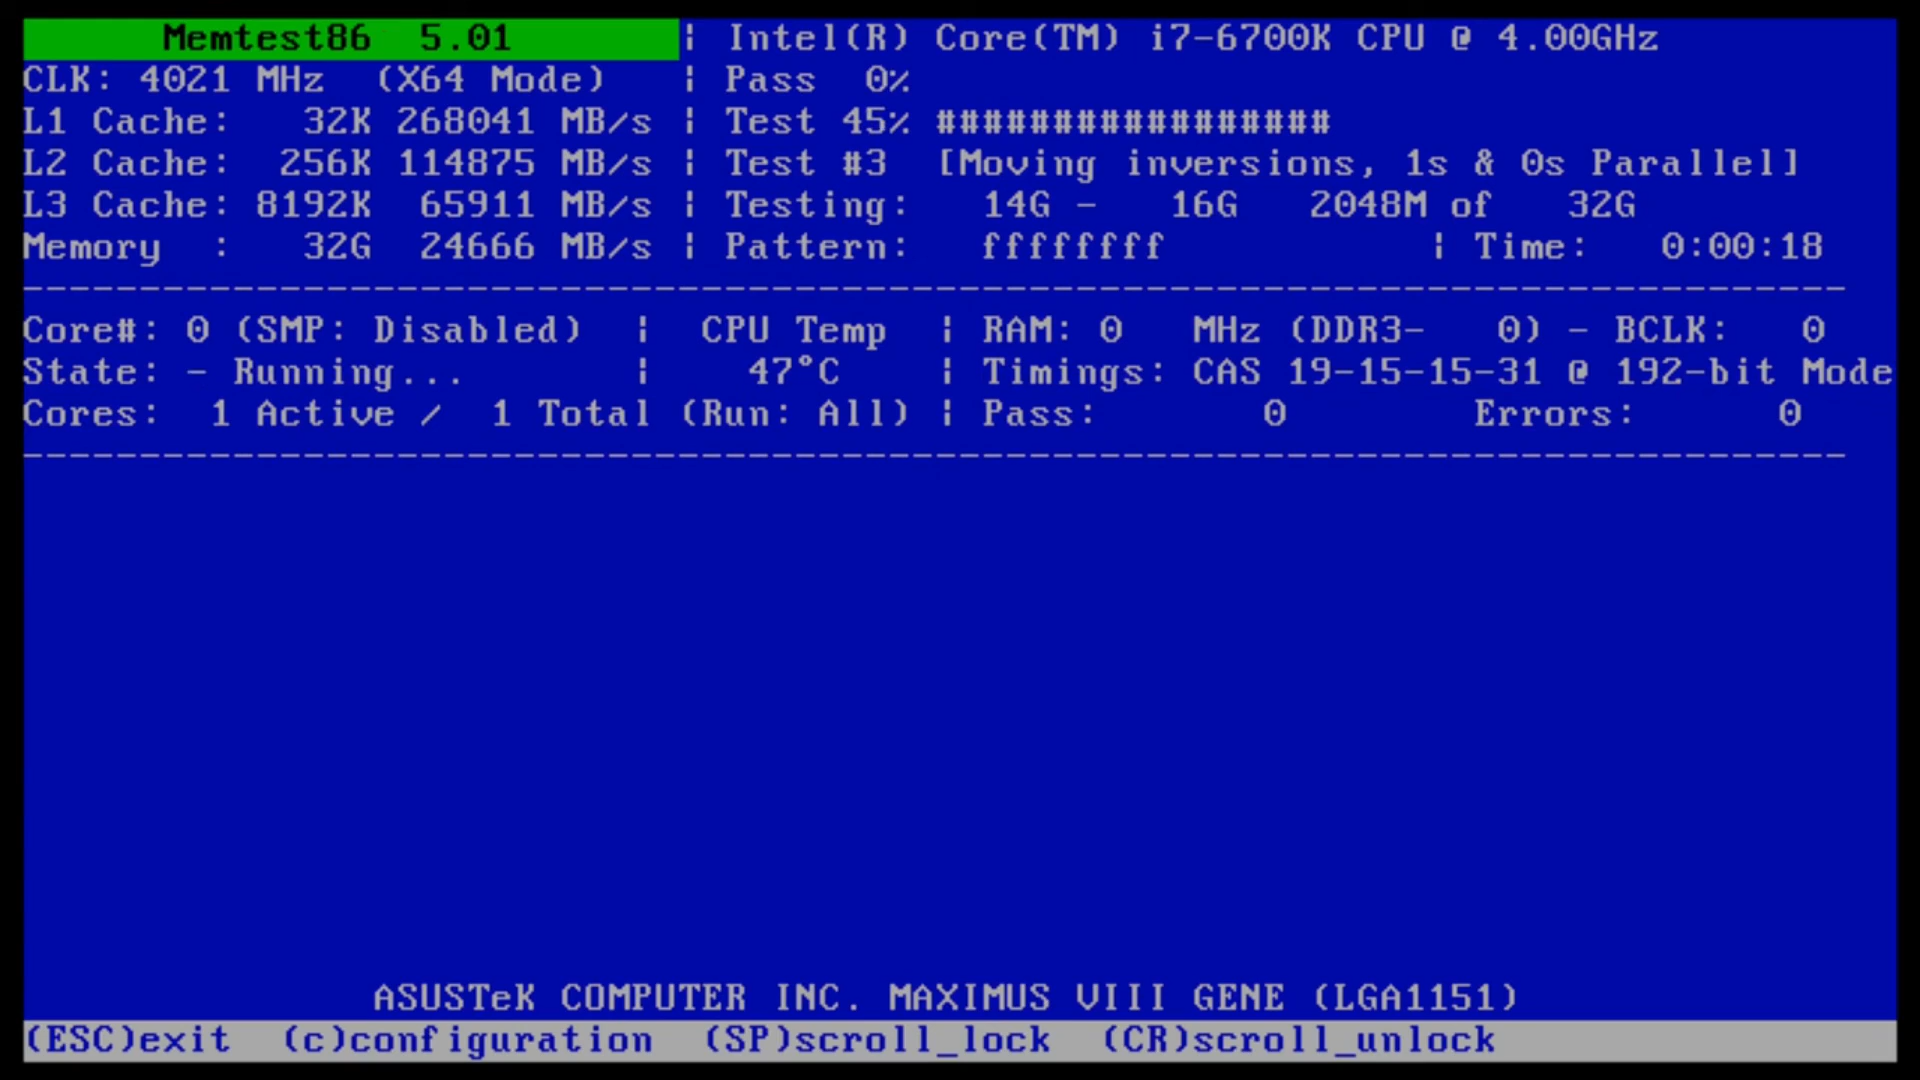 Memtest86  5.01 | Intel(R) Core(TM) i7-6700K CPU @ 4.00GHz
CLK: 4021 MHz  (X64 Mode) | Pass  0%
L1 Cache:   32K 268041 MB/s | Test 45% #################
L2 Cache:  256K 114875 MB/s | Test #3  [Moving inversions, 1s & 0s Parallel]
L3 Cache: 8192K  65911 MB/s | Testing:   14G -   16G   2048M of   32G
Memory  :   32G  24666 MB/s | Pattern:   ffffffff | Time:   0:00:18
------------------------------------------------------------------------------
Core#: 0 (SMP: Disabled)  |  CPU Temp  | RAM: 0   MHz (DDR3-   0) - BCLK:   0
State: - Running...       |    47°C    | Timings: CAS 19-15-15-31 @ 192-bit Mode
Cores:  1 Active /  1 Total (Run: All) | Pass:       0        Errors:      0
------------------------------------------------------------------------------
ASUSTeK COMPUTER INC. MAXIMUS VIII GENE (LGA1151)
(ESC)exit  (c)configuration  (SP)scroll_lock  (CR)scroll_unlock